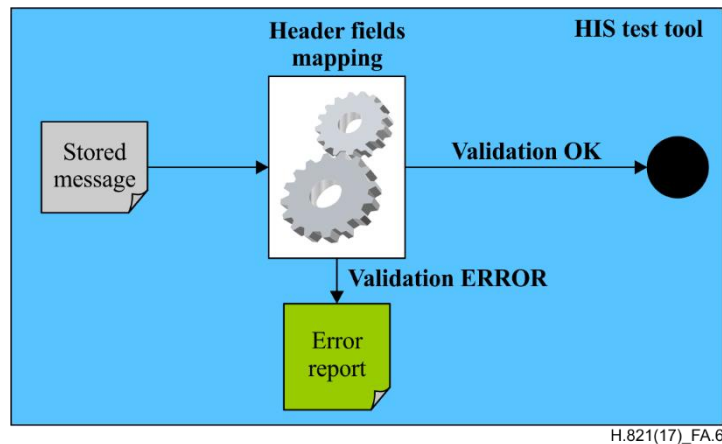 Header fields
mapping
HIS test tool
Stored
message
Validation OK
Validation ERROR
Error
report
H.821(17)_FA.6